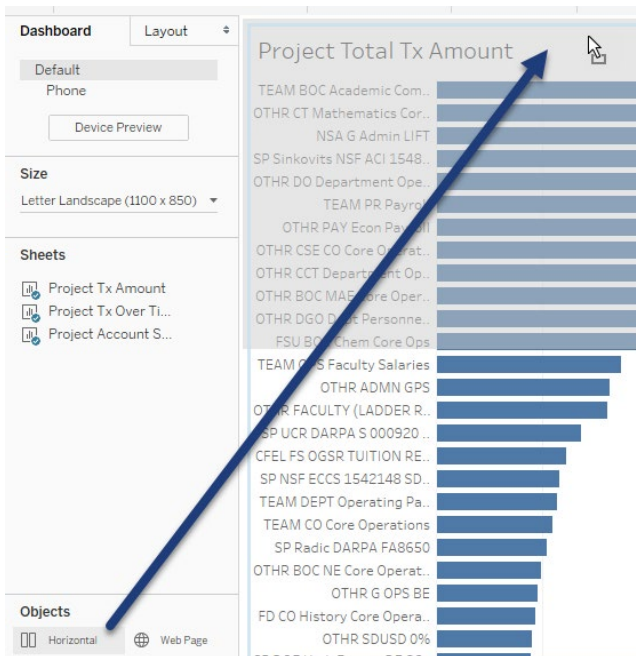 Dashboard
Layout
Default
Phone
Device Preview
Size
Letter Landscape (1100 x 850)
Sheets
Project Tx Amount
Project Tx Over Ti...
Project Account S...
Objects
Horizontal
Web Page
Project Total Tx Amount
TEAM BOC Academic Com..
OTHR CT Mathematics Cor..
NSA G Admin LIFT
SP Sinkovits NSF ACI 1548..
OTHR DO Department Ope..
TEAM PR Payroll
OTHR PAY Econ Payroll
OTHR CSE CO Core Operat..
OTHR CCT Department Op..
OTHR BOC MAE Core Oper..
OTHR DGO Dept Personne..
FSU BOC Chem Core Ops
TEAM OPS Faculty Salaries
OTHR ADMN GPS
OTHR FACULTY (LADDER R..
SP UCR DARPA S 000920 ..
CFEL FS OGSR TUITION RE..
SP NSF ECCS 1542148 SD..
TEAM DEPT Operating Pa..
TEAM CO Core Operations
SP Radic DARPA FA8650
OTHR BOC NE Core Operat..
OTHR G OPS BE
FD CO History Core Opera..
OTHR SDUSD 0%